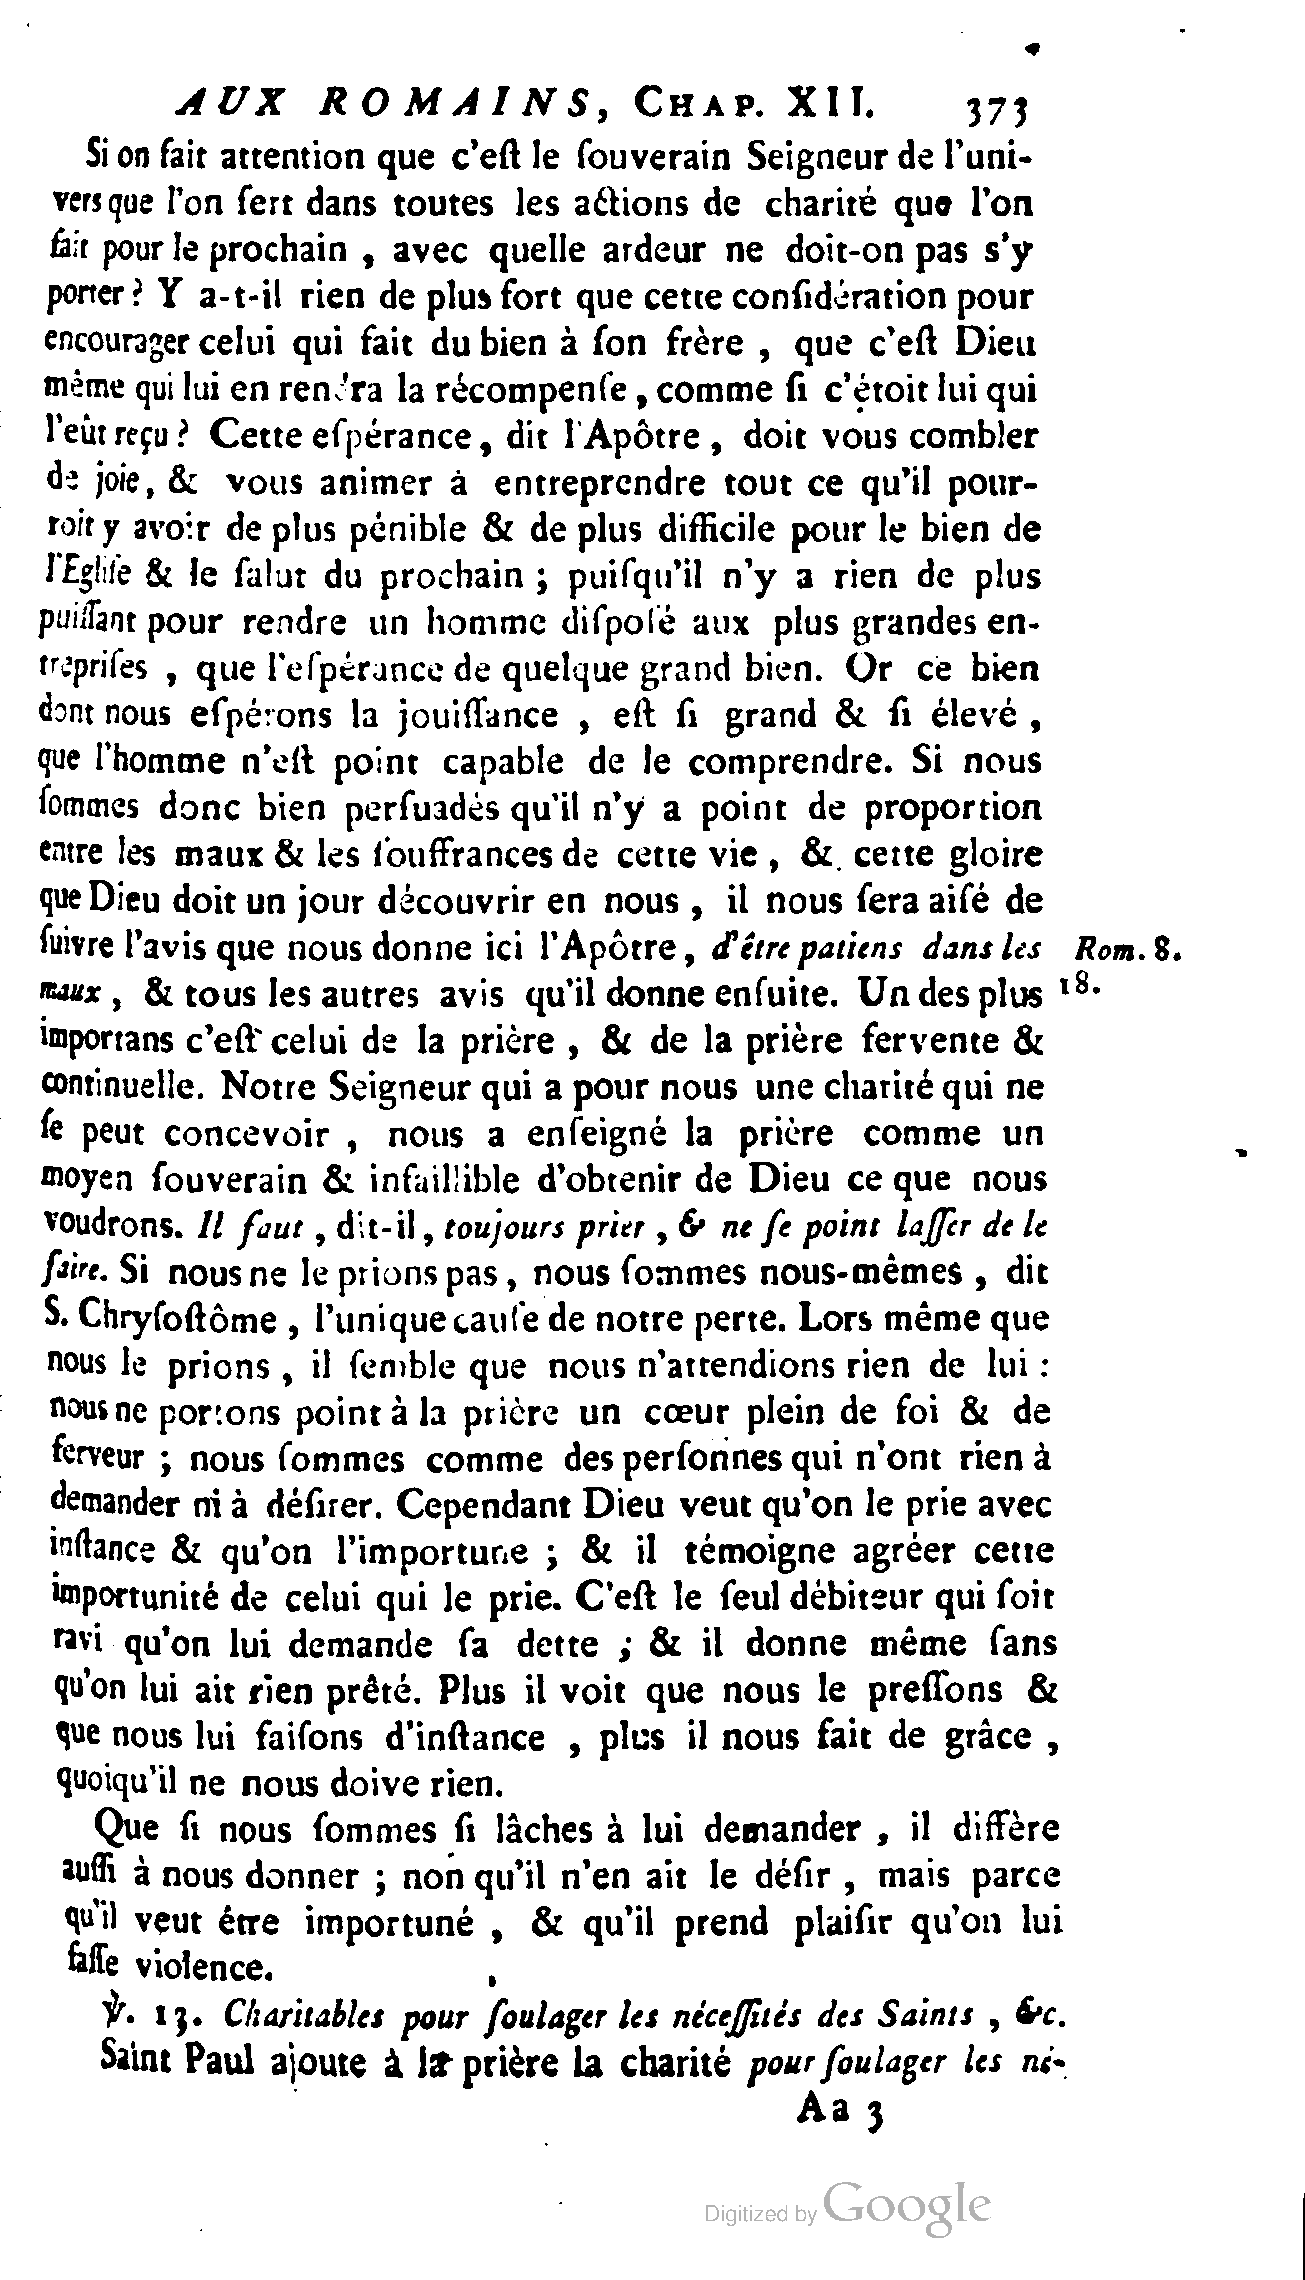 AUX ROMAINS, CHAP. XII. 373
Si on fait attention que c'eſt le ſouverain Seigneur de l'uni-
vers que l'on ſert dans toutes les actions de charité que l'on
fait pour le prochain , avec quelle ardeur ne doit-on pas s'y
porter ? Y a-t-il rien de plus fort que cette conſidération pour
encourager celui qui fait du bien à ſon frère , que c'eſt Dieu
même qui lui en rendra la récompenſe , comme ſi c'étoit lui qui
l'eût reçu ? Cette eſpérance, dit l'Apôtre , doit vous combler
de joie, & vous animer à entreprendre tout ce qu'il pour-
roit y avoir de plus pénible & de plus difficile pour le bien de
l'Egliſe & le ſalut du prochain ; puiſqu'il n'y a rien de plus
puiſſant pour rendre un homme diſpoſé aux plus grandes en-
trepriſes , que l'eſpérance de quelque grand bien. Or ce bien
dont nous eſpérons la jouiſſance , eſt ſi grand & ſi élevé ,
que l'homme n'eſt point capable de le comprendre. Si nous
ſommes donc bien perſuadés qu'il n'y a point de proportion
entre les maux & les ſouffrances de cette vie , & cette gloire
que Dieu doit un jour découvrir en nous , il nous ſera aiſé de
ſuivre l'avis que nous donne ici l'Apôtre, d'être patiens dans les Rom. 8.
maux , & tous les autres avis qu'il donne enſuite. Un des plus 18.
importans c'eſt celui de la prière , & de la prière fervente &
continuelle. Notre Seigneur qui a pour nous une charité qui ne
ſe peut concevoir , nous a enſeigné la prière comme un
moyen ſouverain & infaillible d'obtenir de Dieu ce que nous
voudrons. Il faut , dit-il, toujours prier , & ne ſe point laſſer de le
faire. Si nous ne le prions pas, nous ſommes nous-mêmes , dit
S. Chryſoſtôme , l'unique cauſe de notre perte. Lors même que
nous le prions , il ſemble que nous n'attendions rien de lui :
nous ne portons point à la prière un cœur plein de foi & de
ferveur ; nous ſommes comme des perſonnes qui n'ont rien à
demander ni à déſirer. Cependant Dieu veut qu'on le prie avec
inſtance & qu'on l'importune ; & il témoigne agréer cette
importunité de celui qui le prie. C'eſt le ſeul débiteur qui ſoit
ravi qu'on lui demande ſa dette ; & il donne même ſans
qu'on lui ait rien prêté. Plus il voit que nous le preſſons &
que nous lui faiſons d'inſtance , plus il nous fait de grâce ,
quoiqu'il ne nous doive rien.
Que ſi nous ſommes ſi lâches à lui demander , il diffère
auſſi à nous donner ; non qu'il n'en ait le déſir , mais parce
qu'il veut être importuné , & qu'il prend plaiſir qu'on lui
faſſe violence.
℣. 13. Charitables pour ſoulager les néceſſités des Saints , &c.
Saint Paul ajoute à la prière la charité pour ſoulager les né-
Aa 3
Digitized by Google